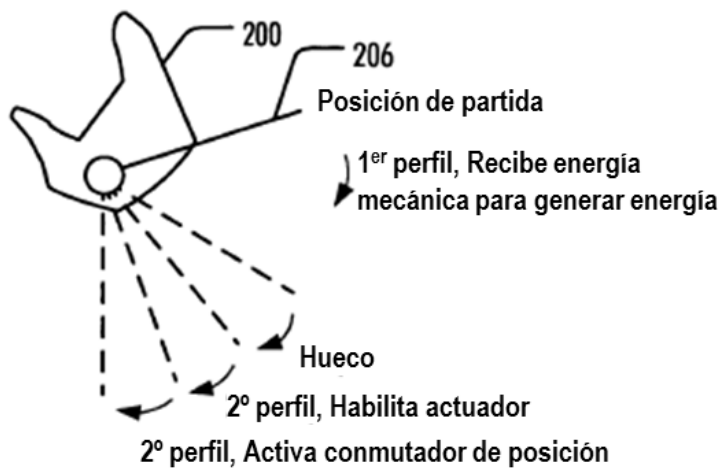 200
206
Posición de partida
1er perfil, Recibe energía
mecánica para generar energía
Hueco
2º perfil, Habilita actuador
2º perfil, Activa conmutador de posición